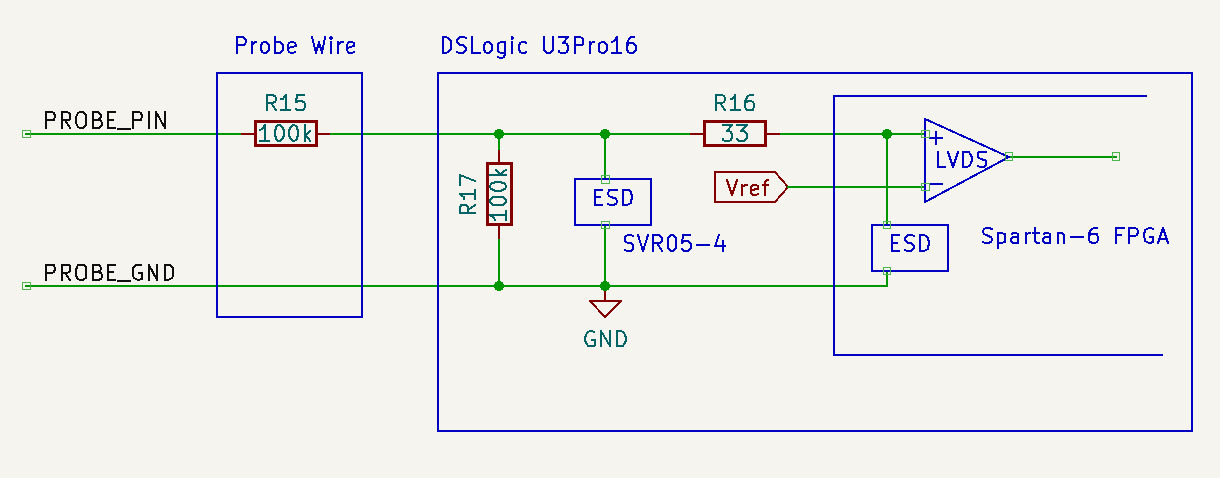 Probe Wire
DSLogic U3Pro16
PROBE_PIN
R15
100k
R16
33
+
LVDS
−
R17
100k
ESD
SVR05-4
Vref
ESD
Spartan-6 FPGA
PROBE_GND
GND